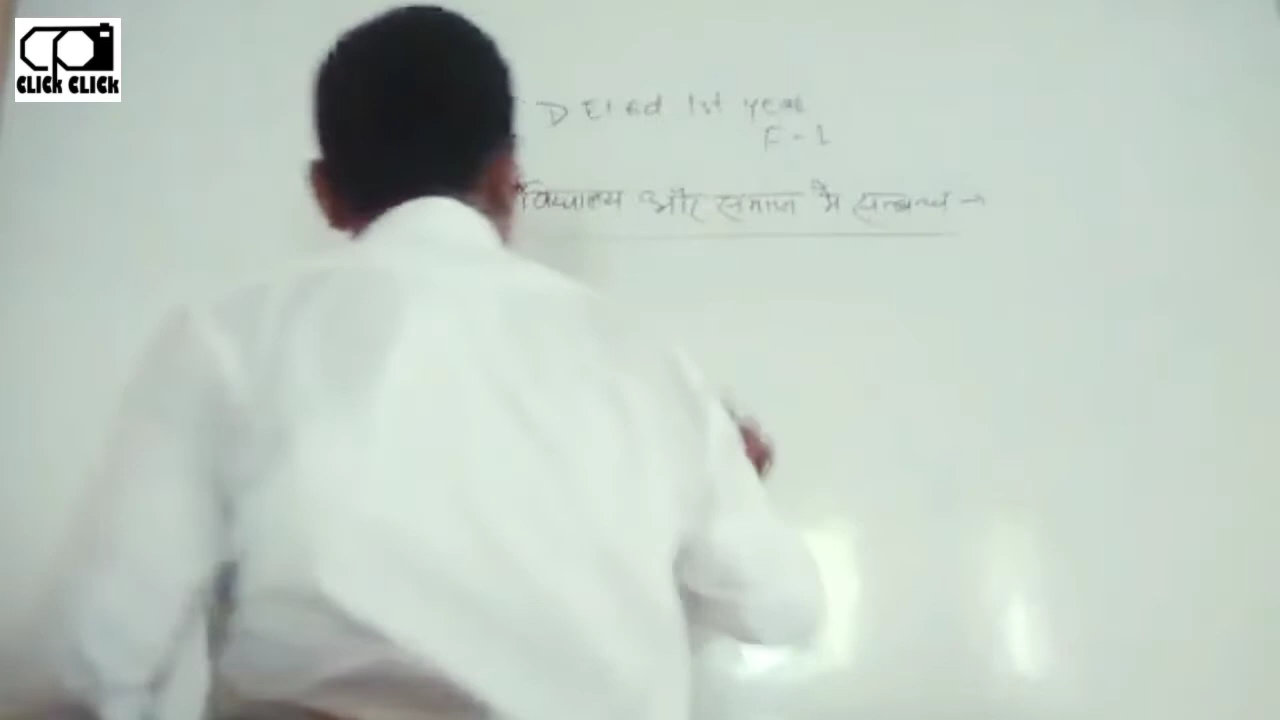 CLICK CLICK
D El Ed 1st year
F-1
विद्यालय और समाज में सम्बन्ध →